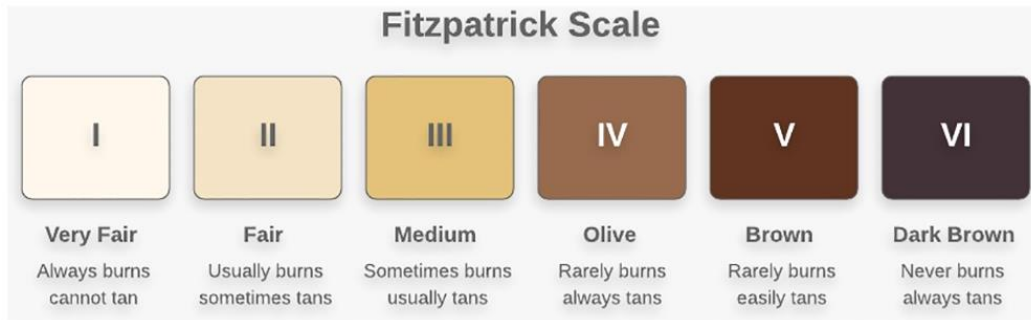 Fitzpatrick Scale
I II III IV V VI
Very Fair Fair Medium Olive Brown Dark Brown
Always burns Usually burns Sometimes burns Rarely burns Rarely burns Never burns
cannot tan sometimes tans usually tans always tans easily tans always tans